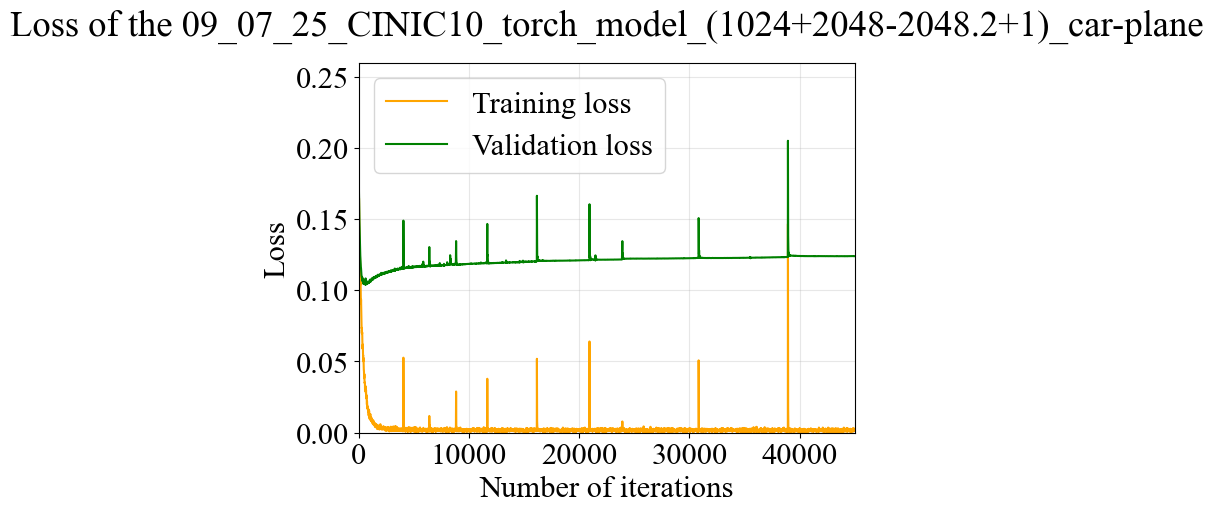 Loss of the 09_07_25_CINIC10_torch_model_(1024+2048-2048.2+1)_car-plane
0.25
0.20
0.15
0.10
0.05
0.00
Loss
Training loss
Validation loss
0 10000 20000 30000 40000
Number of iterations